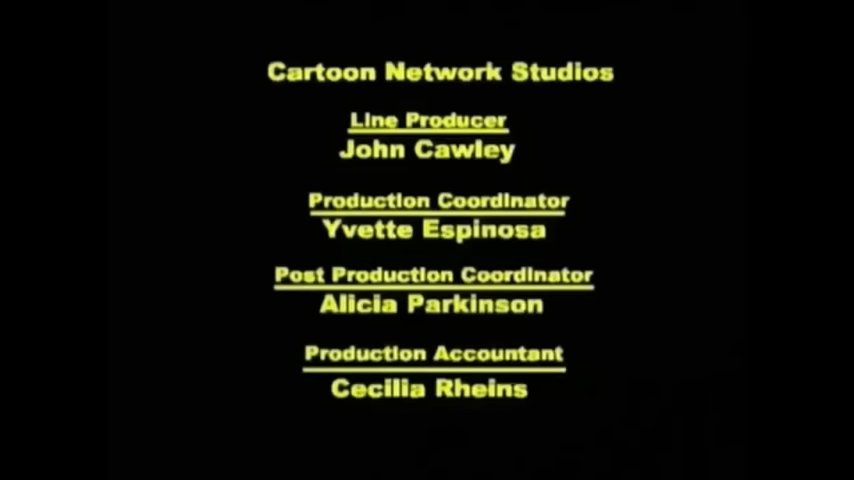 Cartoon Network Studios
Line Producer
John Cawley
Production Coordinator
Yvette Espinosa
Post Production Coordinator
Alicia Parkinson
Production Accountant
Cecilia Rheins